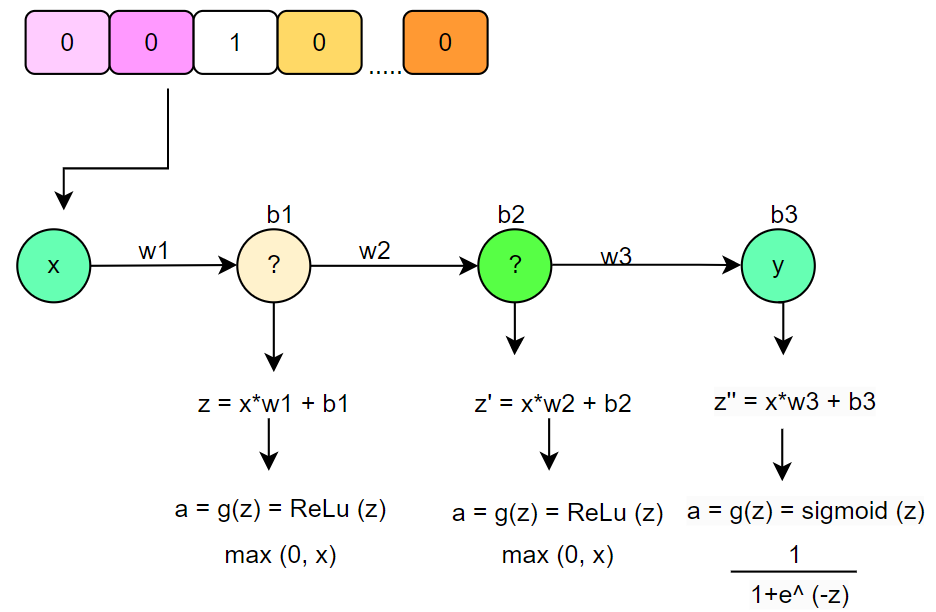 0 0 1 0 ..... 0
b1 b2 b3
x w1 ? w2 ? w3 y
z = x*w1 + b1 z' = x*w2 + b2 z'' = x*w3 + b3
a = g(z) = ReLu (z) a = g(z) = ReLu (z) a = g(z) = sigmoid (z)
max (0, x) max (0, x) 1
1+e^ (-z)